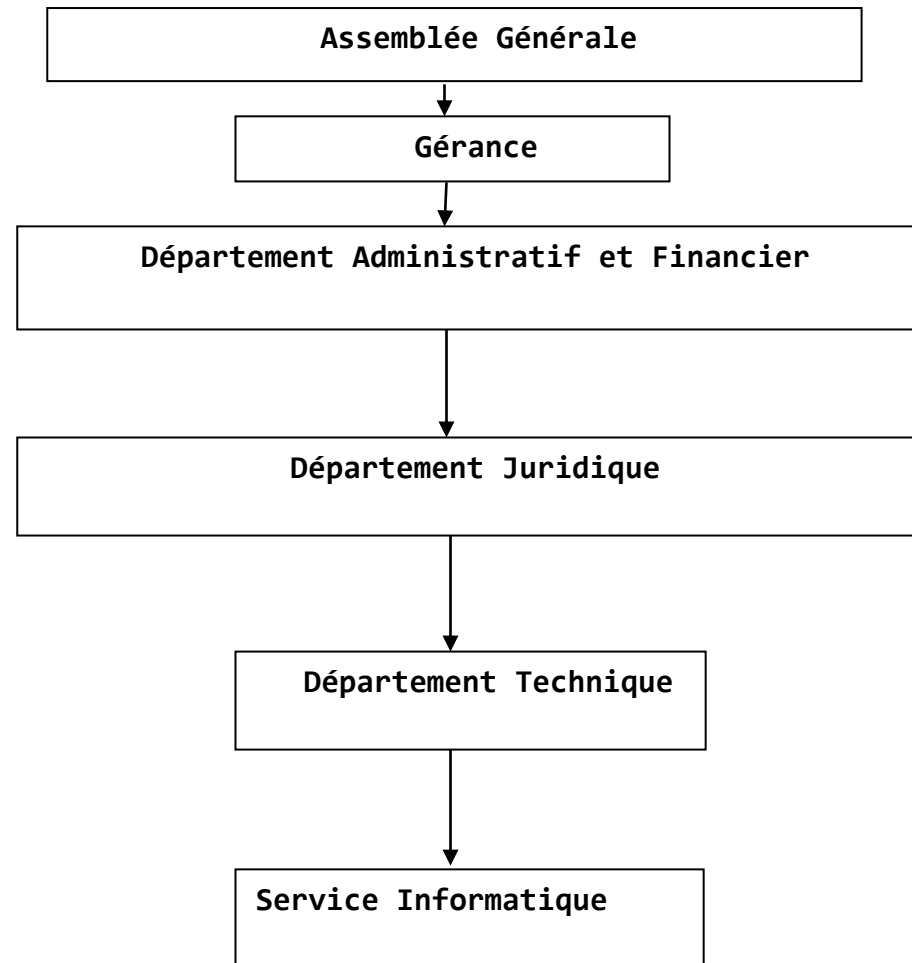 Assemblée Générale
Gérance
Département Administratif et Financier
Département Juridique
Département Technique
Service Informatique